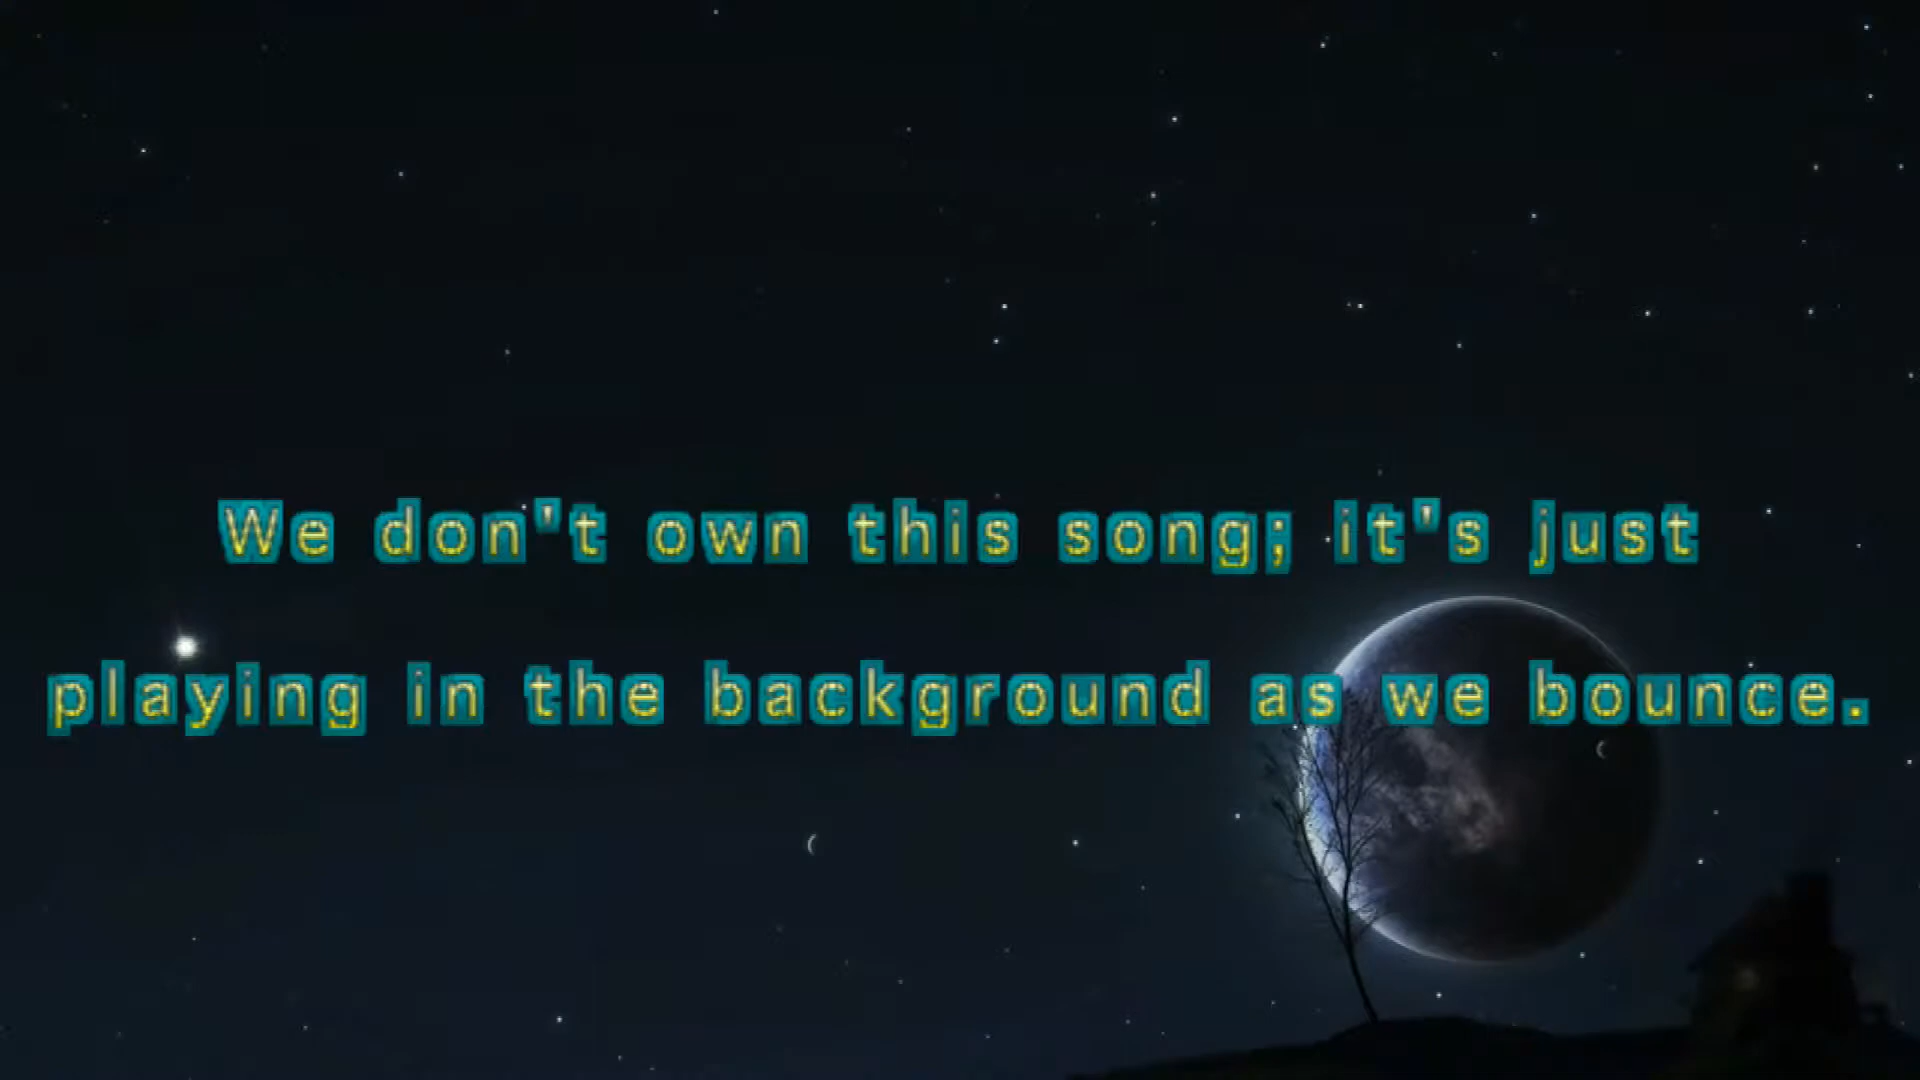 We don't own this song; it's just
playing in the background as we bounce.